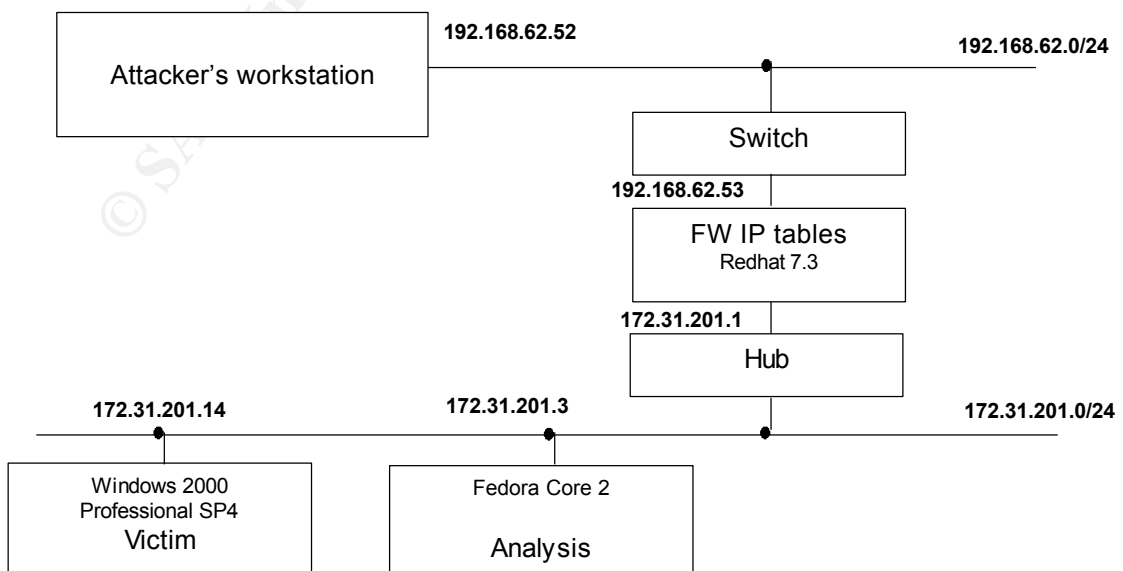 192.168.62.52
192.168.62.0/24
Attacker's workstation
Switch
192.168.62.53
FW IP tables
Redhat 7.3
172.31.201.1
Hub
172.31.201.14
172.31.201.3
172.31.201.0/24
Windows 2000
Professional SP4
Victim
Fedora Core 2
Analysis